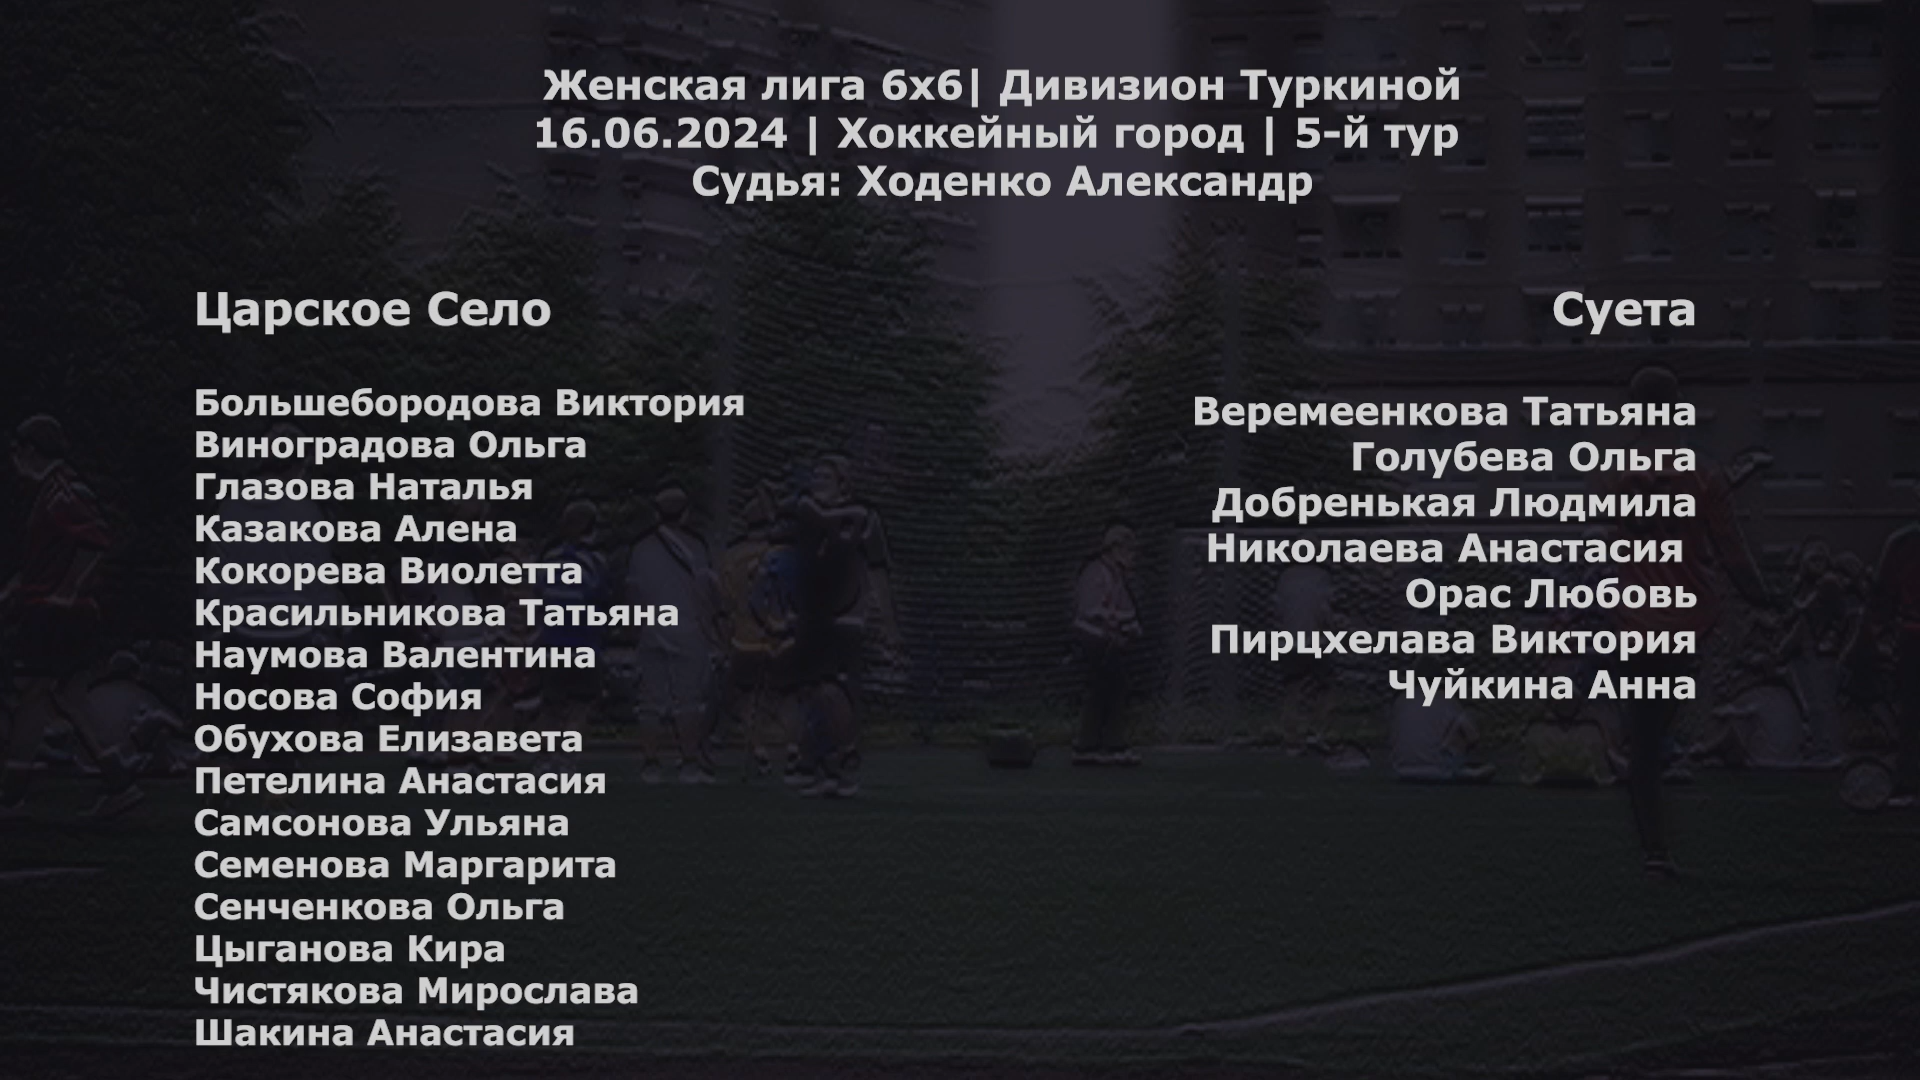 Женская лига 6х6| Дивизион Туркиной
16.06.2024 | Хоккейный город | 5-й тур
Судья: Ходенко Александр
Царское Село
Большебородова Виктория
Виноградова Ольга
Глазова Наталья
Казакова Алена
Кокорева Виолетта
Красильникова Татьяна
Наумова Валентина
Носова София
Обухова Елизавета
Петелина Анастасия
Самсонова Ульяна
Семенова Маргарита
Сенченкова Ольга
Цыганова Кира
Чистякова Мирослава
Шакина Анастасия
Суета
Веремеенкова Татьяна
Голубева Ольга
Добренькая Людмила
Николаева Анастасия
Орас Любовь
Пирцхелава Виктория
Чуйкина Анна